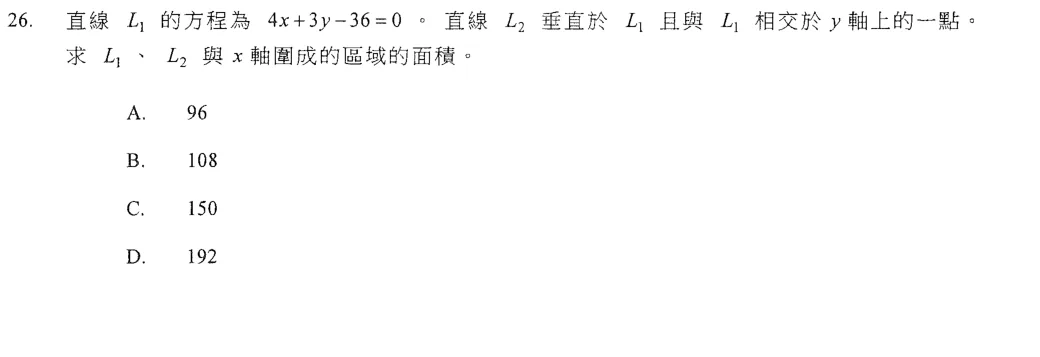 26. 直線 L₁ 的方程為 4x+3y−36=0 。 直線 L₂ 垂直於 L₁ 且與 L₁ 相交於 y 軸上的一點。
求 L₁ 、 L₂ 與 x 軸圍成的區域的面積。
A. 96
B. 108
C. 150
D. 192